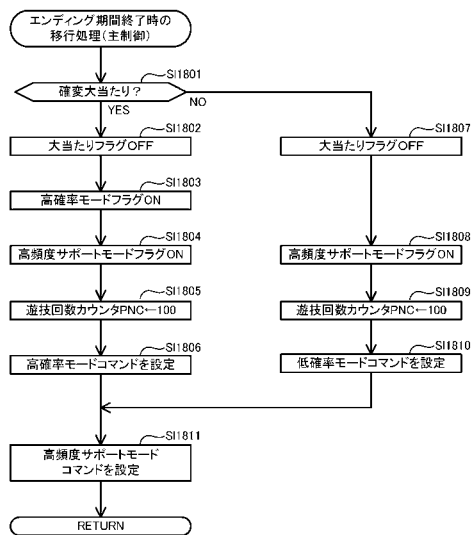 エンディング期間終了時の
移行処理(主制御)
SI1801
確変大当たり?
YES
NO
SI1802
大当たりフラグOFF
SI1803
高確率モードフラグON
SI1804
高頻度サポートモードフラグON
SI1805
遊技回数カウンタPNC←100
SI1806
高確率モードコマンドを設定
SI1807
大当たりフラグOFF
SI1808
高頻度サポートモードフラグON
SI1809
遊技回数カウンタPNC←100
SI1810
低確率モードコマンドを設定
SI1811
高頻度サポートモード
コマンドを設定
RETURN